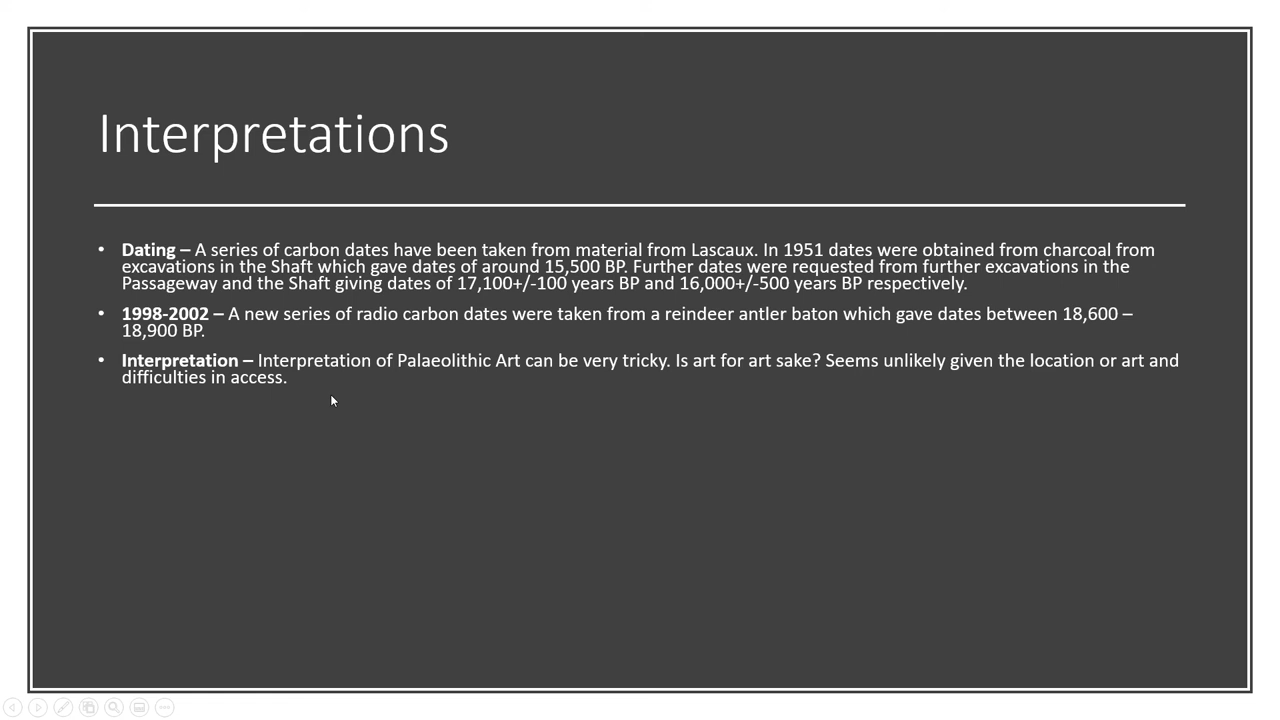 Interpretations
• Dating – A series of carbon dates have been taken from material from Lascaux. In 1951 dates were obtained from charcoal from
excavations in the Shaft which gave dates of around 15,500 BP. Further dates were requested from further excavations in the
Passageway and the Shaft giving dates of 17,100+/-100 years BP and 16,000+/-500 years BP respectively.
• 1998-2002 – A new series of radio carbon dates were taken from a reindeer antler baton which gave dates between 18,600 –
18,900 BP.
• Interpretation – Interpretation of Palaeolithic Art can be very tricky. Is art for art sake? Seems unlikely given the location or art and
difficulties in access.